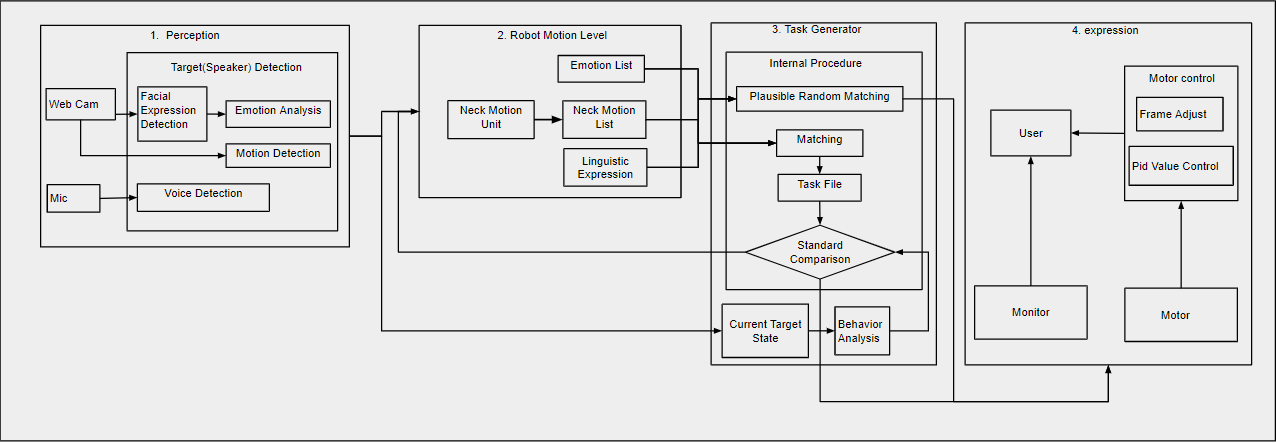 1. Perception
Target(Speaker) Detection
Web Cam
Facial
Expression
Detection
Emotion Analysis
Motion Detection
Mic
Voice Detection
2. Robot Motion Level
Emotion List
Neck Motion
Unit
Neck Motion
List
Linguistic
Expression
3. Task Generator
Internal Procedure
Plausible Random Matching
Matching
Task File
Standard
Comparison
Current Target
State
Behavior
Analysis
4. expression
Motor control
Frame Adjust
User
Pid Value Control
Monitor
Motor